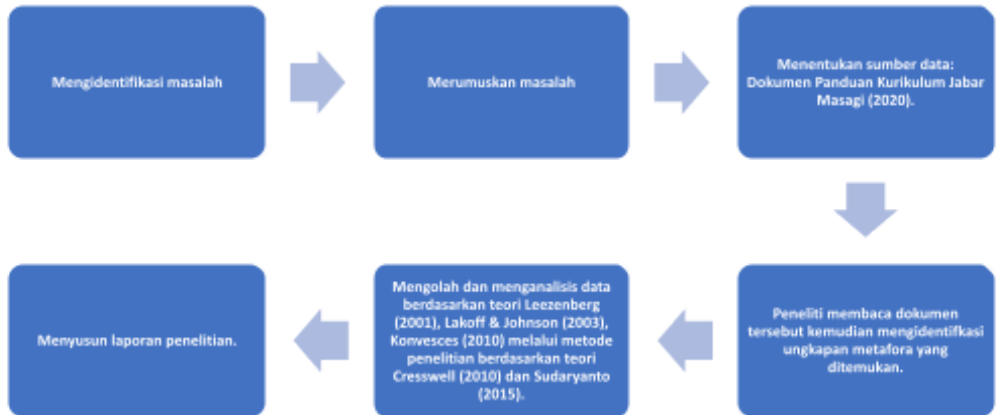 Mengidentifikasi masalah
Merumuskan masalah
Menentukan sumber data:
Dokumen Panduan Kurikulum Jabar
Masagi (2020).
Peneliti membaca dokumen
tersebut kemudian mengidentifkasi
ungkapan metafora yang
ditemukan.
Mengolah dan menganalisis data
berdasarkan teori Leezenberg
(2001), Lakoff & Johnson (2003),
Konvesces (2010) melalui metode
penelitian berdasarkan teori
Cresswell (2010) dan Sudaryanto
(2015).
Menyusun laporan penelitian.